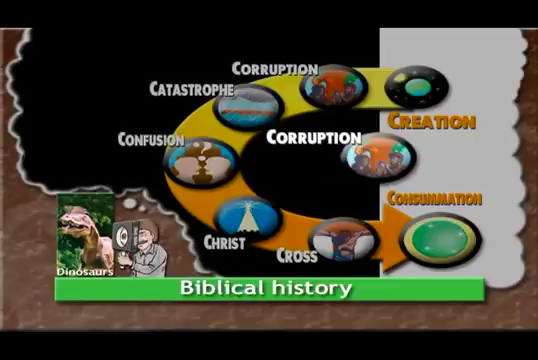 CORRUPTION
CATASTROPHE
CREATION
CONFUSION
CORRUPTION
CONSUMMATION
CHRIST
CROSS
Dinosaurs
Biblical history